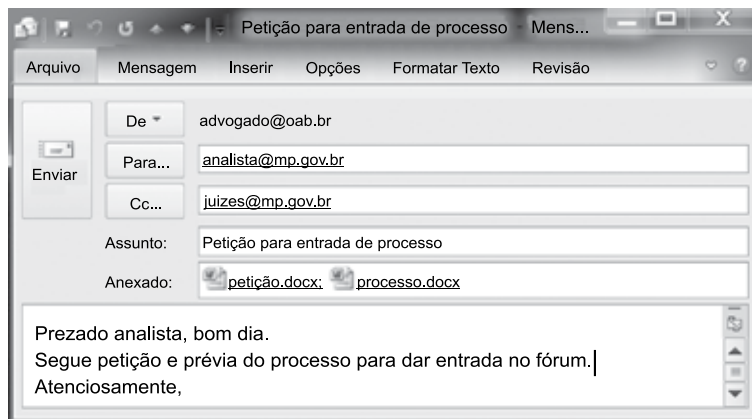 Petição para entrada de processo - Mens...
Arquivo Mensagem Inserir Opções Formatar Texto Revisão
De advogado@oab.br
Enviar
Para... analista@mp.gov.br
Cc... juizes@mp.gov.br
Assunto: Petição para entrada de processo
Anexado: petição.docx; processo.docx
Prezado analista, bom dia.
Segue petição e prévia do processo para dar entrada no fórum.
Atenciosamente,